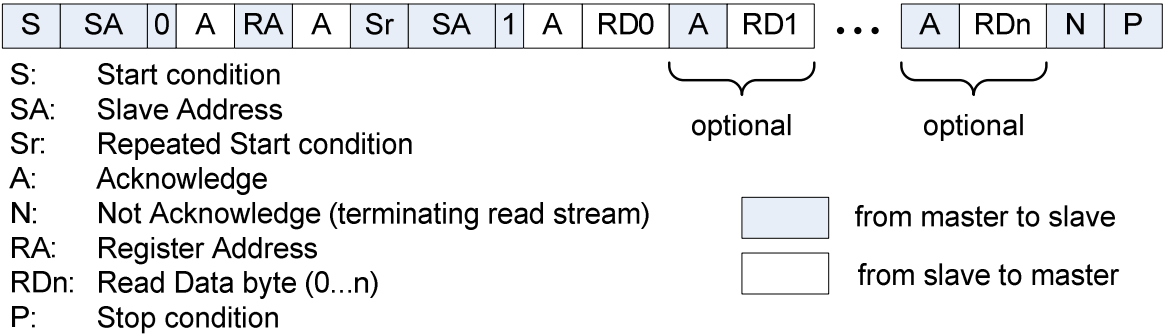 S SA 0 A RA A Sr SA 1 A RD0 A RD1 ... A RDn N P
S: Start condition
SA: Slave Address
optional optional
Sr: Repeated Start condition
A: Acknowledge
N: Not Acknowledge (terminating read stream)
from master to slave
RA: Register Address
RDn: Read Data byte (0...n)
from slave to master
P: Stop condition